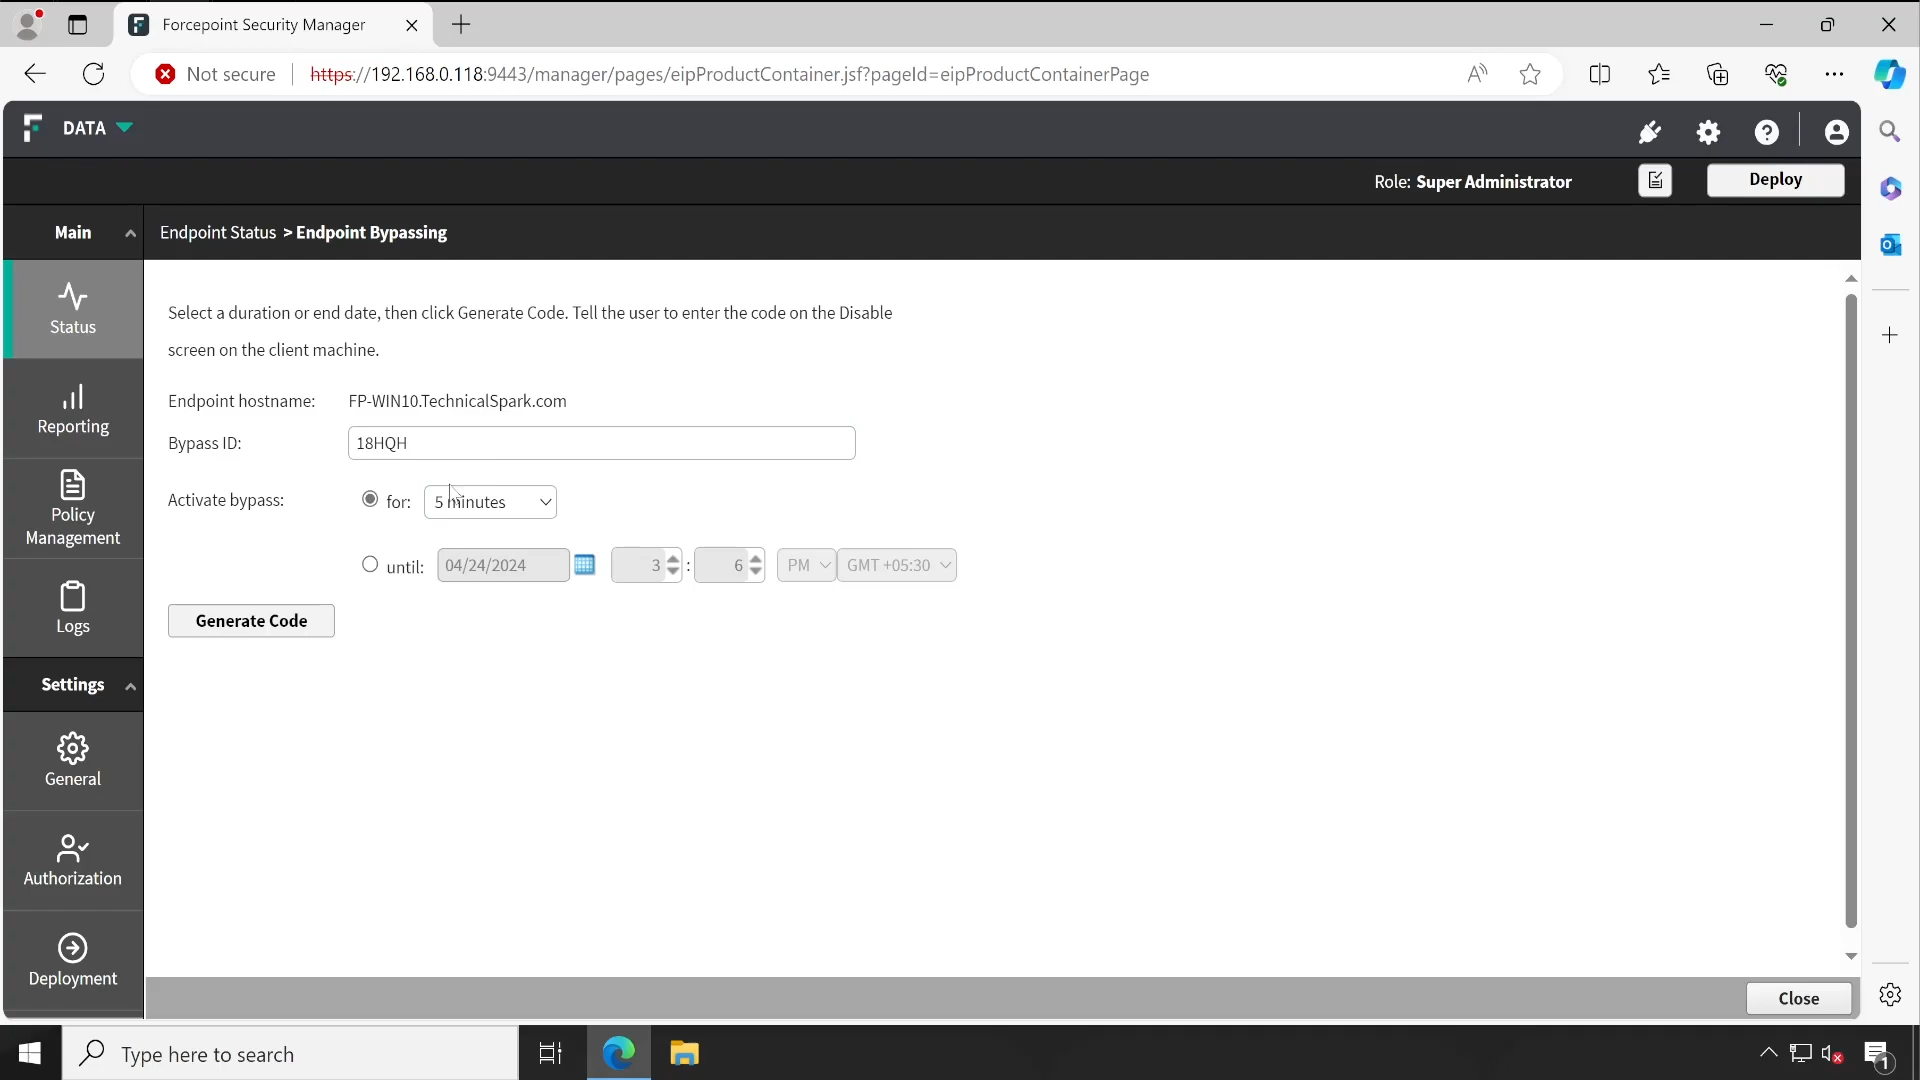 Forcepoint Security Manager
Not secure
https://192.168.0.118:9443/manager/pages/eipProductContainer.jsf?pageId=eipProductContainerPage
DATA
Role: Super Administrator
Deploy
Main
Endpoint Status > Endpoint Bypassing
Status
Select a duration or end date, then click Generate Code. Tell the user to enter the code on the Disable
screen on the client machine.
Endpoint hostname: FP-WIN10.TechnicalSpark.com
Reporting
Bypass ID: 18HQH
Activate bypass: for: 5 minutes
Policy
Management
until: 04/24/2024 3 : 6 PM GMT +05:30
Logs
Generate Code
Settings
General
Authorization
Deployment
Close
Type here to search
1